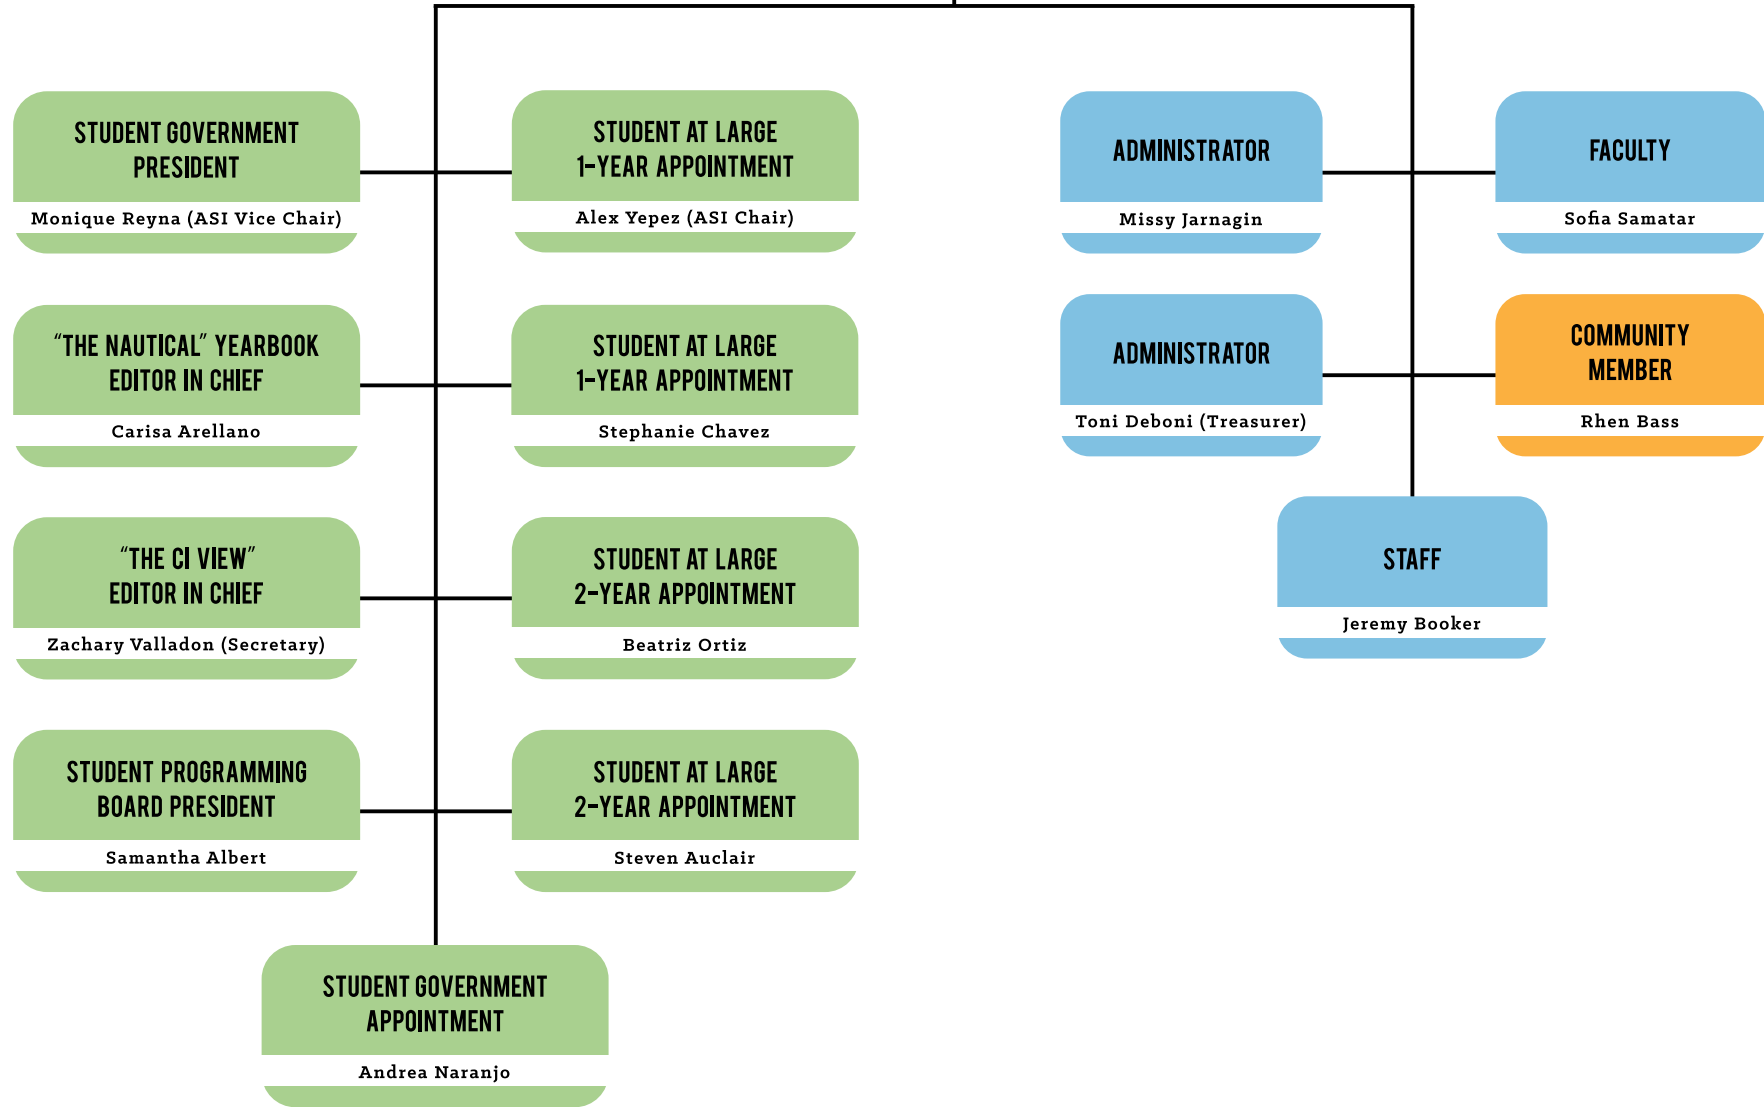 STUDENT GOVERNMENT
PRESIDENT
Monique Reyna (ASI Vice Chair)
STUDENT AT LARGE
1-YEAR APPOINTMENT
Alex Yepez (ASI Chair)
ADMINISTRATOR
Missy Jarnagin
FACULTY
Sofia Samatar
"THE NAUTICAL" YEARBOOK
EDITOR IN CHIEF
Carisa Arellano
STUDENT AT LARGE
1-YEAR APPOINTMENT
Stephanie Chavez
ADMINISTRATOR
Toni Deboni (Treasurer)
COMMUNITY
MEMBER
Rhen Bass
"THE CI VIEW"
EDITOR IN CHIEF
Zachary Valladon (Secretary)
STUDENT AT LARGE
2-YEAR APPOINTMENT
Beatriz Ortiz
STAFF
Jeremy Booker
STUDENT PROGRAMMING
BOARD PRESIDENT
Samantha Albert
STUDENT AT LARGE
2-YEAR APPOINTMENT
Steven Auclair
STUDENT GOVERNMENT
APPOINTMENT
Andrea Naranjo